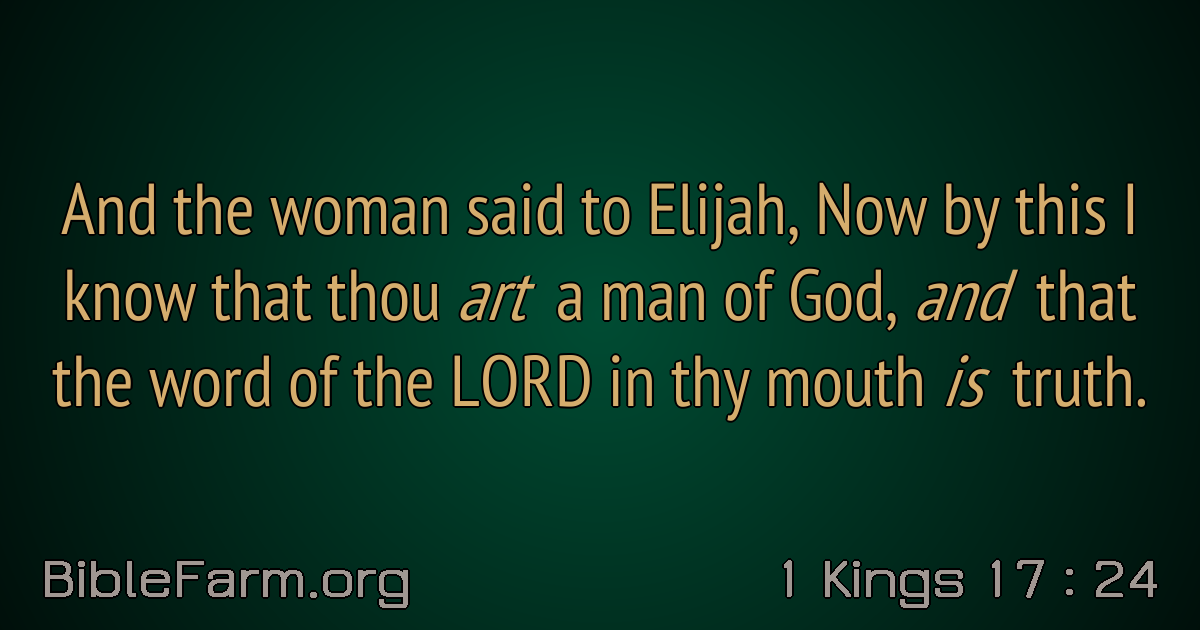 And the woman said to Elijah, Now by this I
know that thou art a man of God, and that
the word of the LORD in thy mouth is truth.
BibleFarm.org
1 Kings 17 : 24